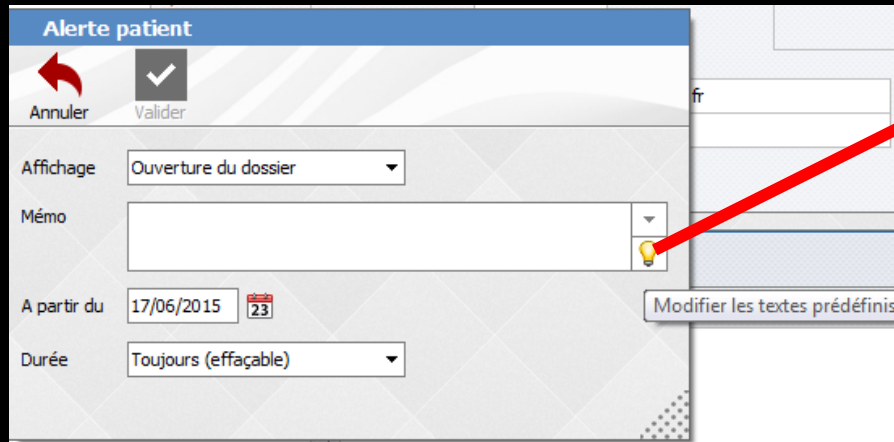 Alerte patient
Annuler
Valider
fr
Affichage
Ouverture du dossier
Mémo
A partir du
17/06/2015
23
Modifier les textes prédéfinis
Durée
Toujours (effaçable)